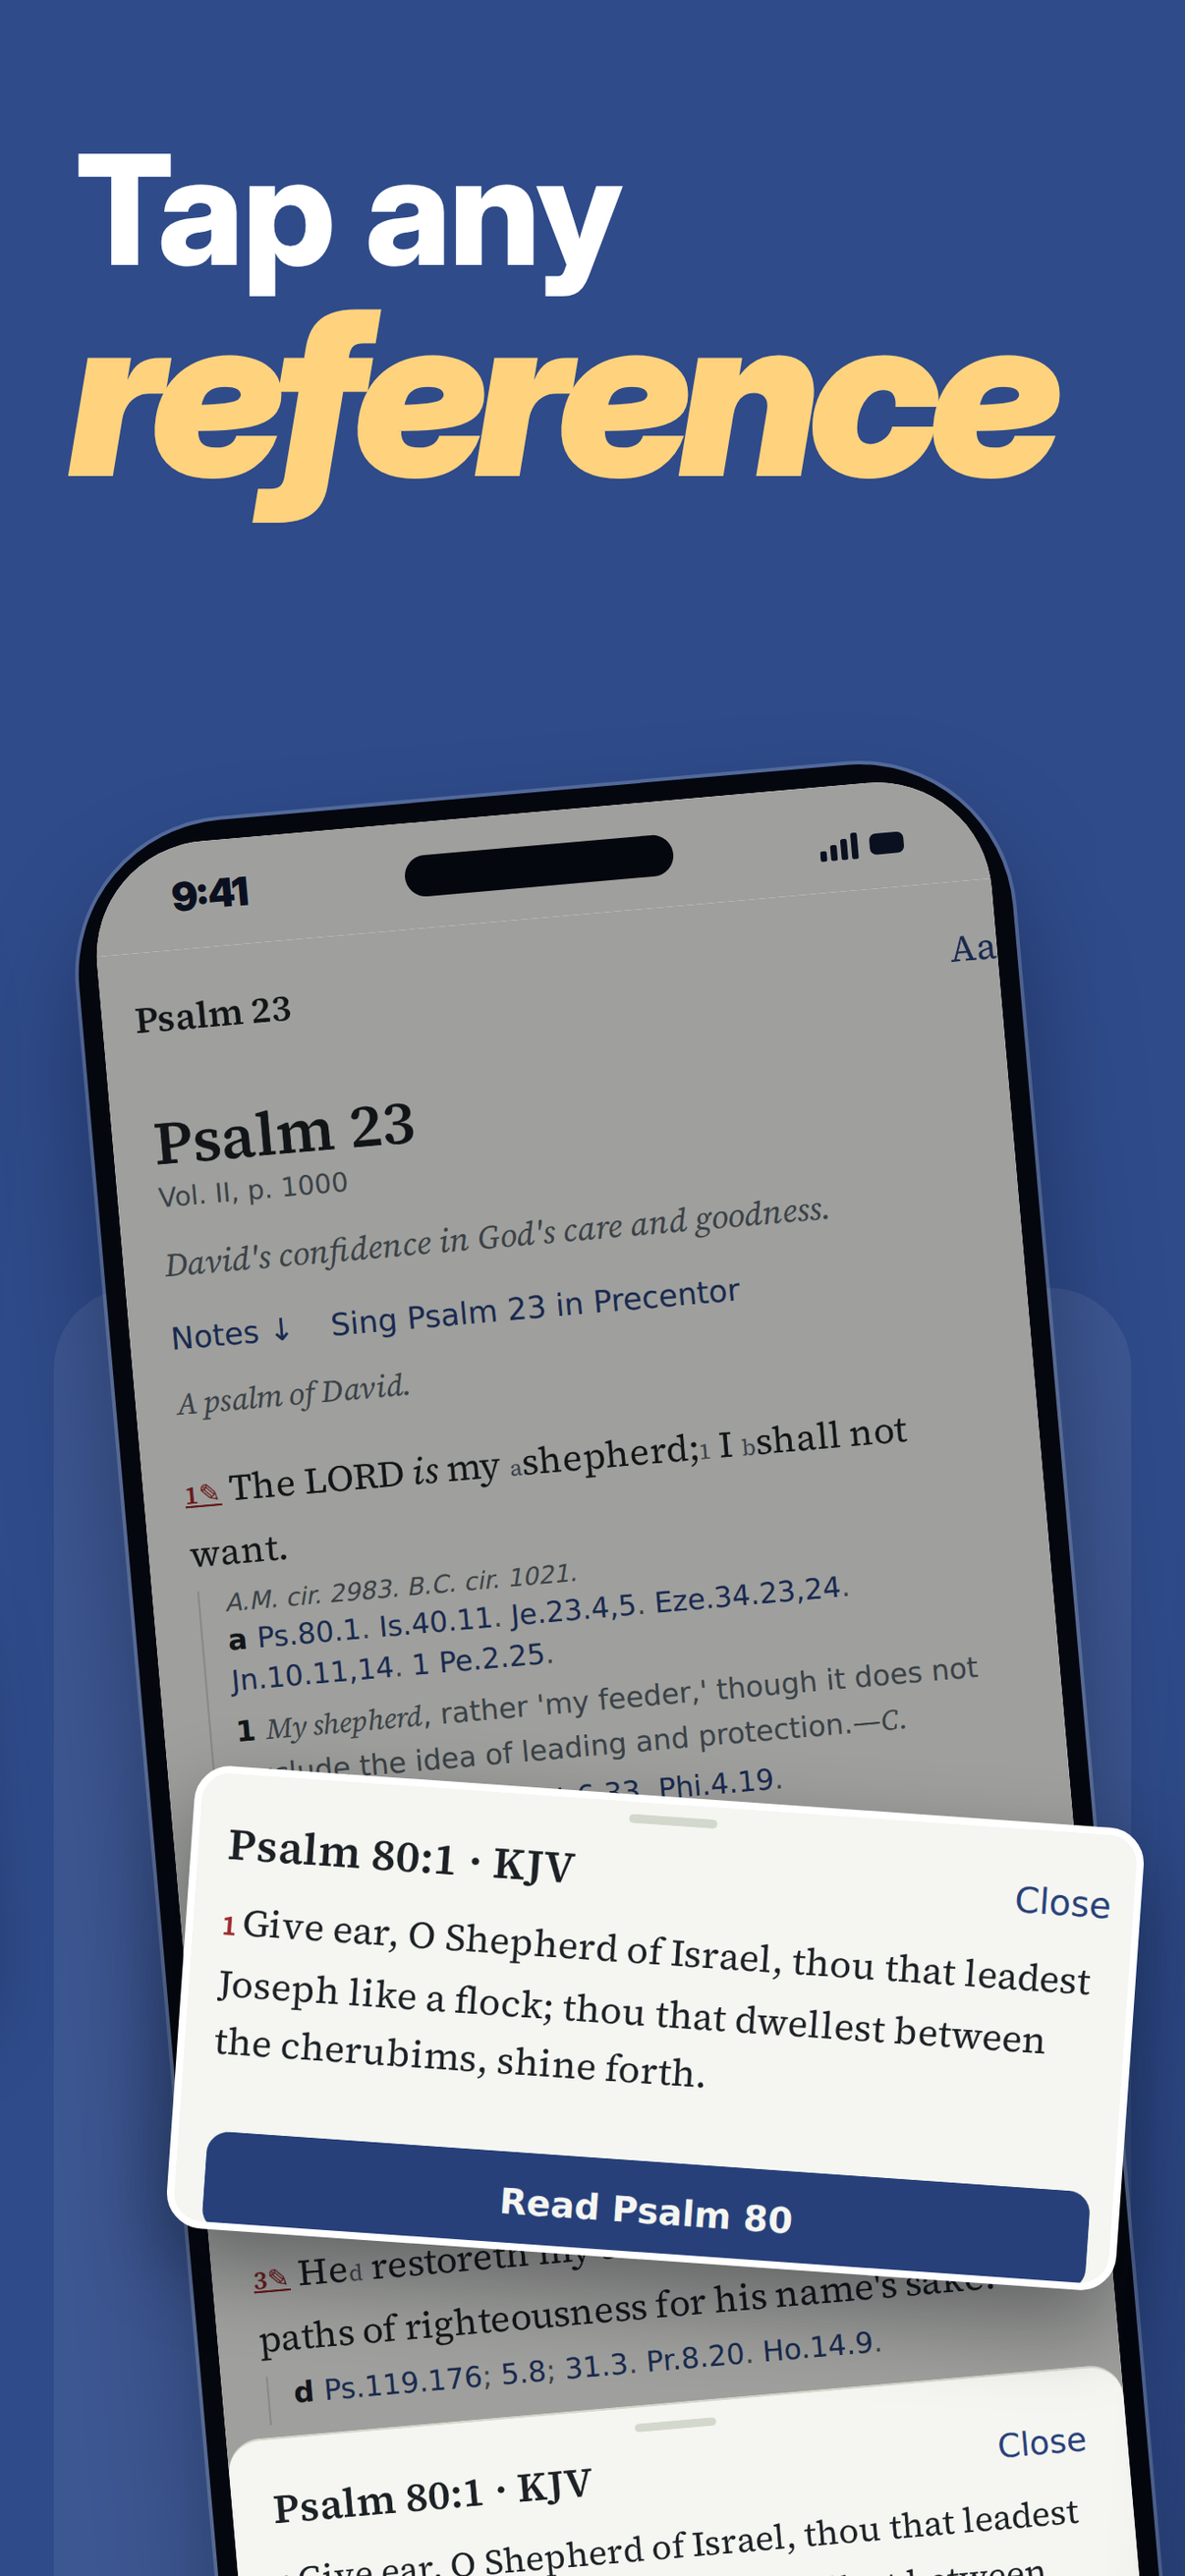 Tap any
reference
9:41
Aa
Psalm 23
Psalm 23
Vol. II, p. 1000
David's confidence in God's care and goodness.
Notes ↓ Sing Psalm 23 in Precentor
A psalm of David.
1✎ The LORD is my ashepherd;1 I bshall not
want.
A.M. cir. 2983. B.C. cir. 1021.
a Ps.80.1. Is.40.11. Je.23.4,5. Eze.34.23,24.
Jn.10.11,14. 1 Pe.2.25.
1 My shepherd, rather 'my feeder,' though it does not
the idea of leading and protection.—C.
Phi.4.19.
Psalm 80:1 · KJV
Close
1 Give ear, O Shepherd of Israel, thou that leadest
Joseph like a flock; thou that dwellest between
the cherubims, shine forth.
Read Psalm 80
3✎ Hed restoreth my
paths of righteousness for his name's sake.
d Ps.119.176; 5.8; 31.3. Pr.8.20. Ho.14.9.
Close
Psalm 80:1 · KJV
Give ear, O Shepherd of Israel, thou that leadest
between